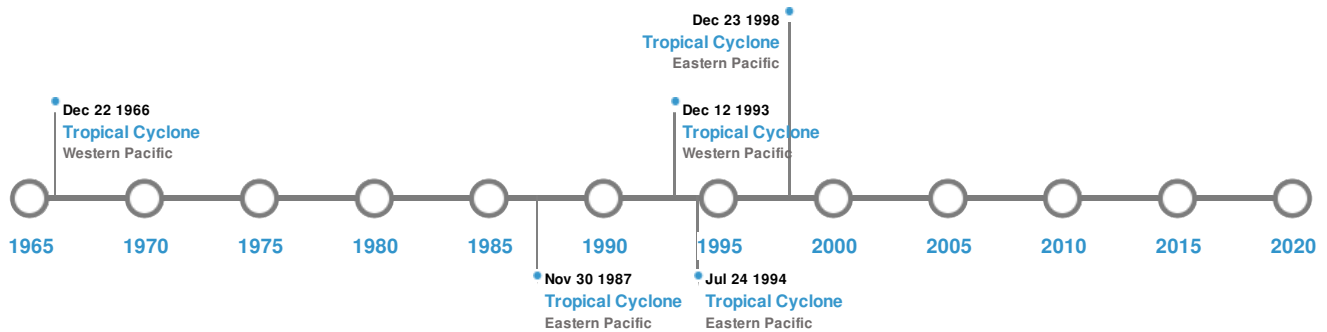 Dec 23 1998
Tropical Cyclone
Eastern Pacific
Dec 22 1966
Tropical Cyclone
Western Pacific
Dec 12 1993
Tropical Cyclone
Western Pacific
1965 1970 1975 1980 1985 1990 1995 2000 2005 2010 2015 2020
Nov 30 1987
Tropical Cyclone
Eastern Pacific
Jul 24 1994
Tropical Cyclone
Eastern Pacific